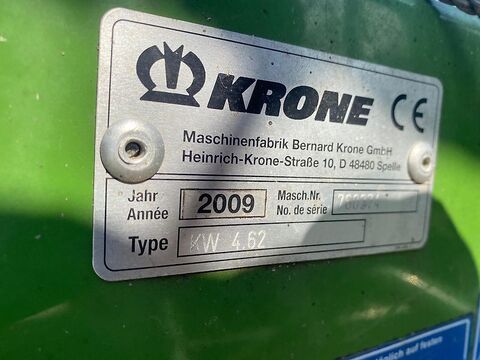 KRONE CE
Maschinenfabrik Bernard Krone GmbH
Heinrich-Krone-Straße 10, D 48480 Spelle
Jahr 2009 Masch.Nr.
Année No. de série
Type KW 4.62